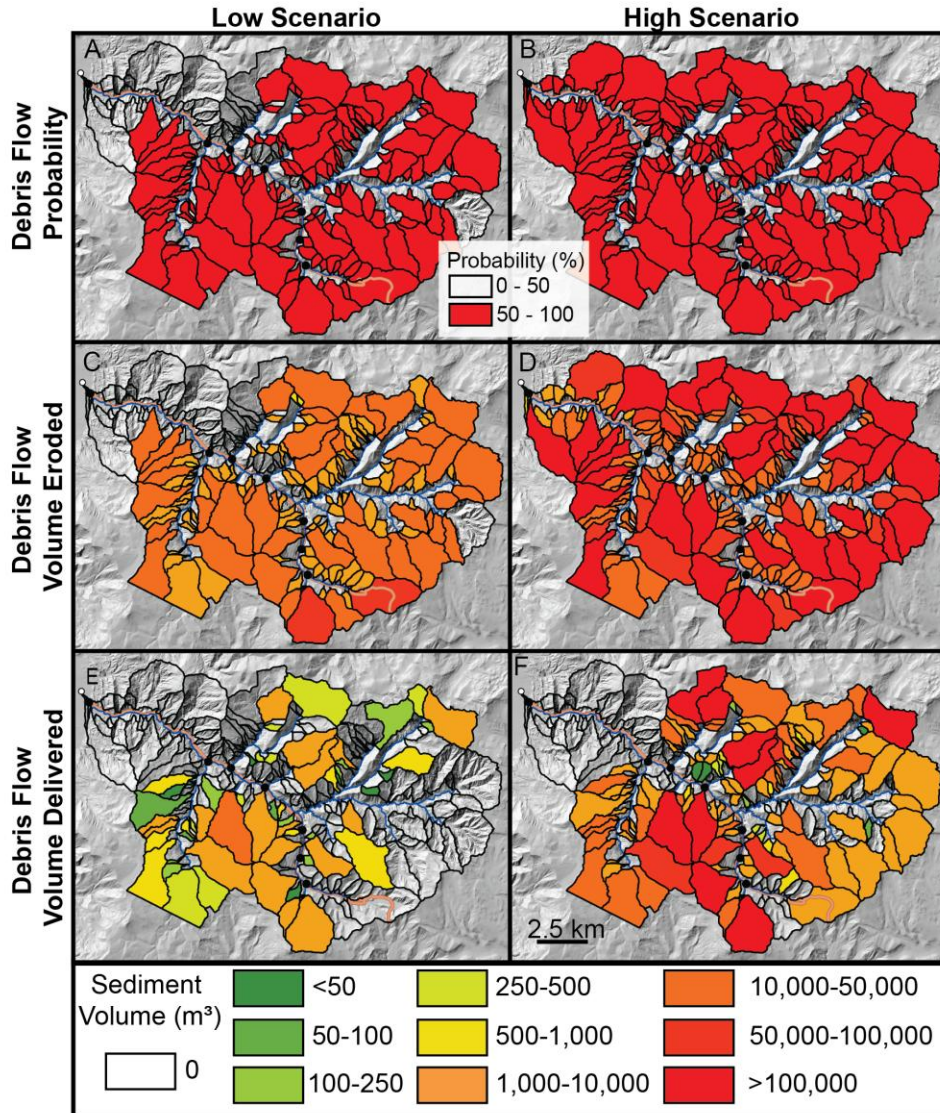 Low Scenario
High Scenario
Debris Flow
Probability
A
B
Probability (%)
0 - 50
50 - 100
Debris Flow
Volume Eroded
C
D
Debris Flow
Volume Delivered
E
F
2.5 km
Sediment
Volume (m³)
0
<50
50-100
100-250
250-500
500-1,000
1,000-10,000
10,000-50,000
50,000-100,000
>100,000